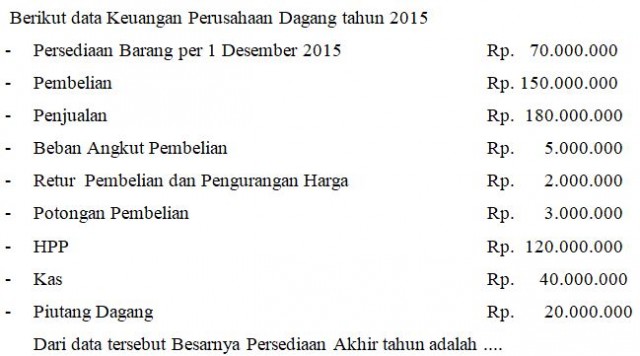 Berikut data Keuangan Perusahaan Dagang tahun 2015
- Persediaan Barang per 1 Desember 2015 Rp. 70.000.000
- Pembelian Rp. 150.000.000
- Penjualan Rp. 180.000.000
- Beban Angkut Pembelian Rp. 5.000.000
- Retur Pembelian dan Pengurangan Harga Rp. 2.000.000
- Potongan Pembelian Rp. 3.000.000
- HPP Rp. 120.000.000
- Kas Rp. 40.000.000
- Piutang Dagang Rp. 20.000.000
Dari data tersebut Besarnya Persediaan Akhir tahun adalah ....